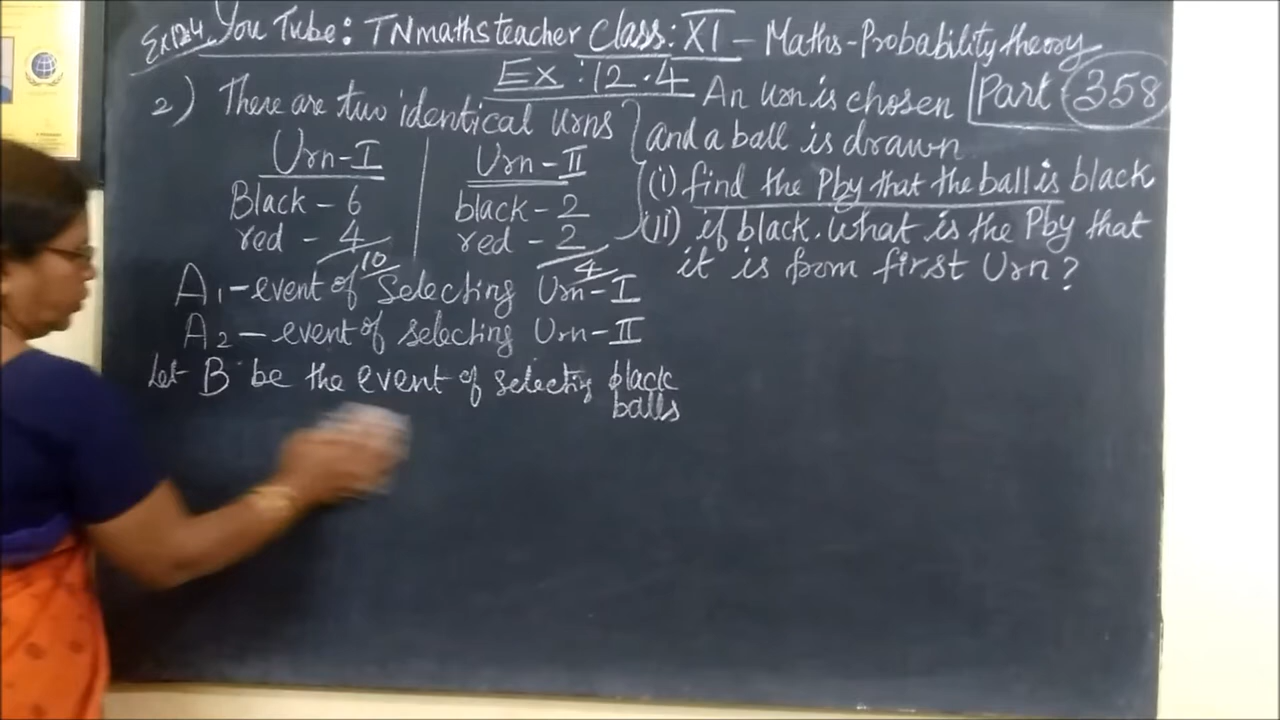 Ex 12.4. You Tube: TNmathsteacher Class: XI - Maths-Probability theory
Ex : 12.4
Part 358
2) There are two identical urns
Urn-I
Black - 6
red - 4
10
Urn-II
black - 2
red - 2
4
An urn is chosen
and a ball is drawn
(i) find the Pby that the ball is black
(ii) if black. What is the Pby that
it is from first Urn?
A1 - event of Selecting Urn-I
A2 - event of selecting Urn-II
Let B be the event of selectig black
balls